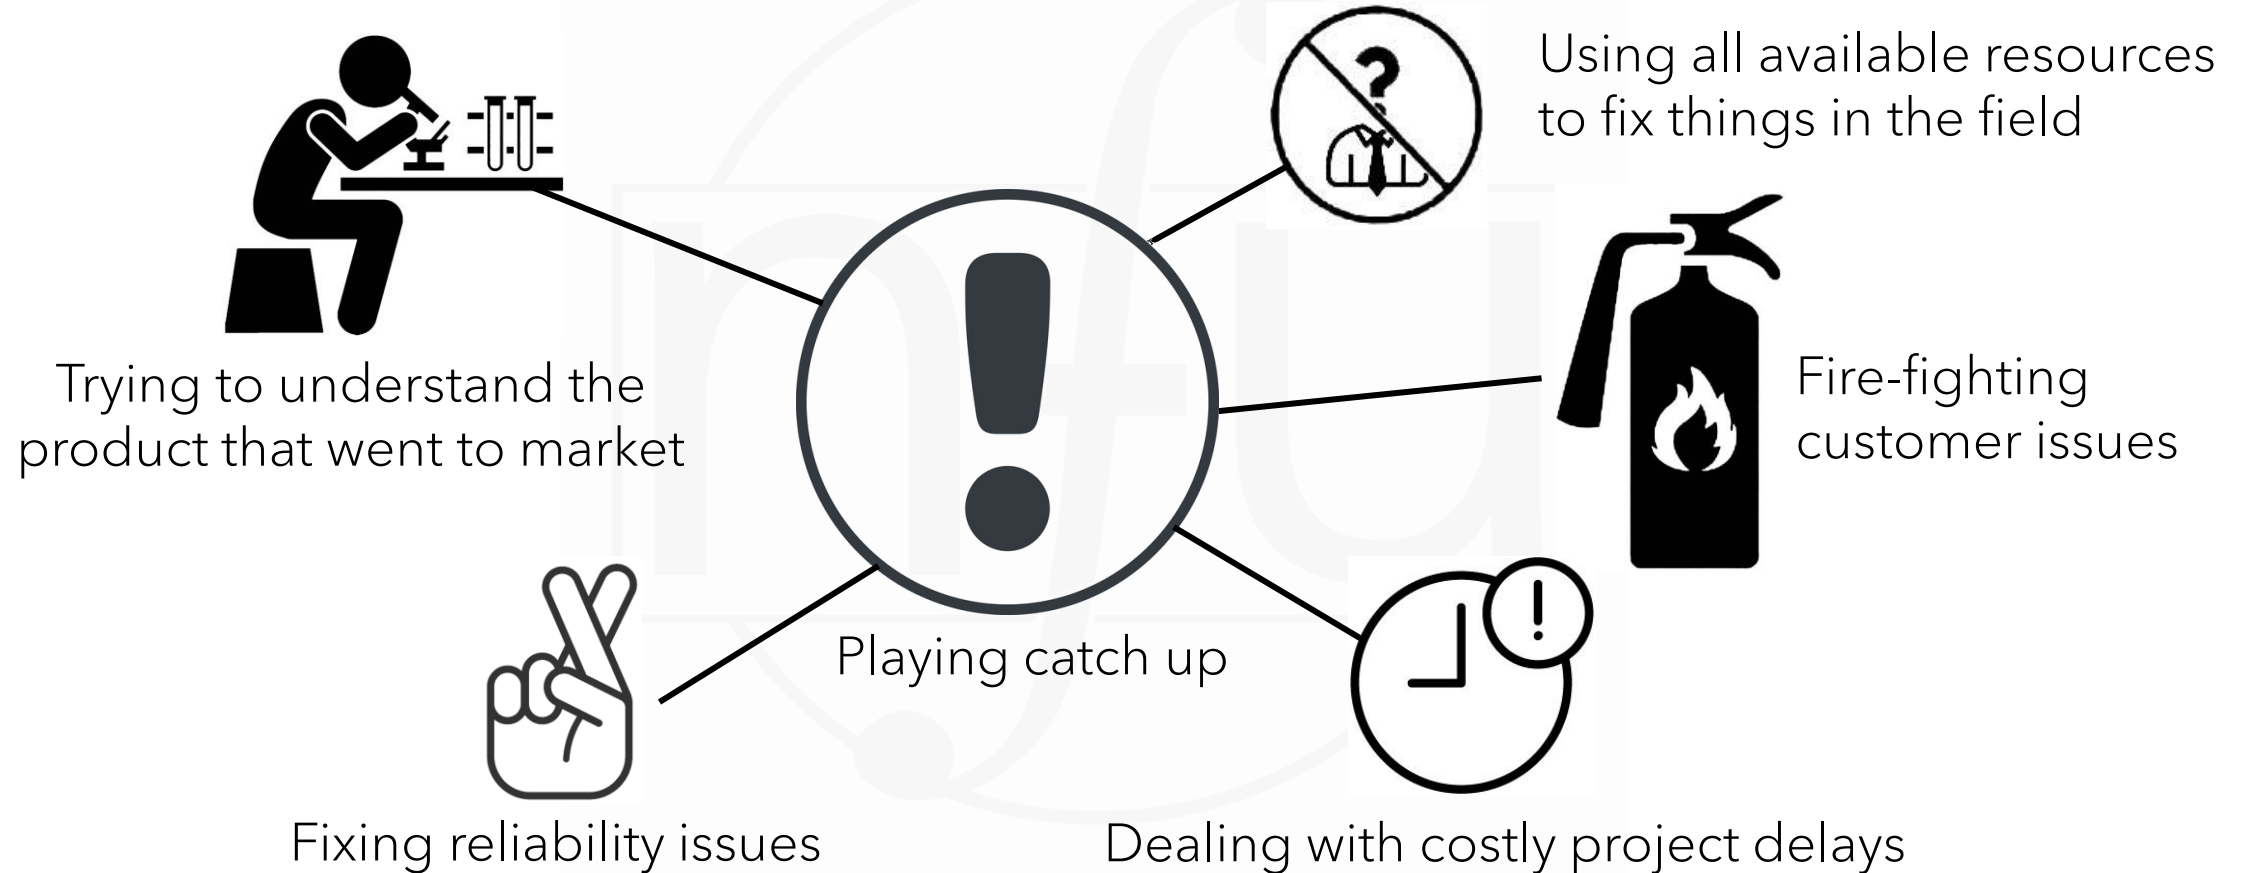 Using all available resources
to fix things in the field
Trying to understand the
product that went to market
Fire-fighting
customer issues
Playing catch up
Fixing reliability issues
Dealing with costly project delays
nfu